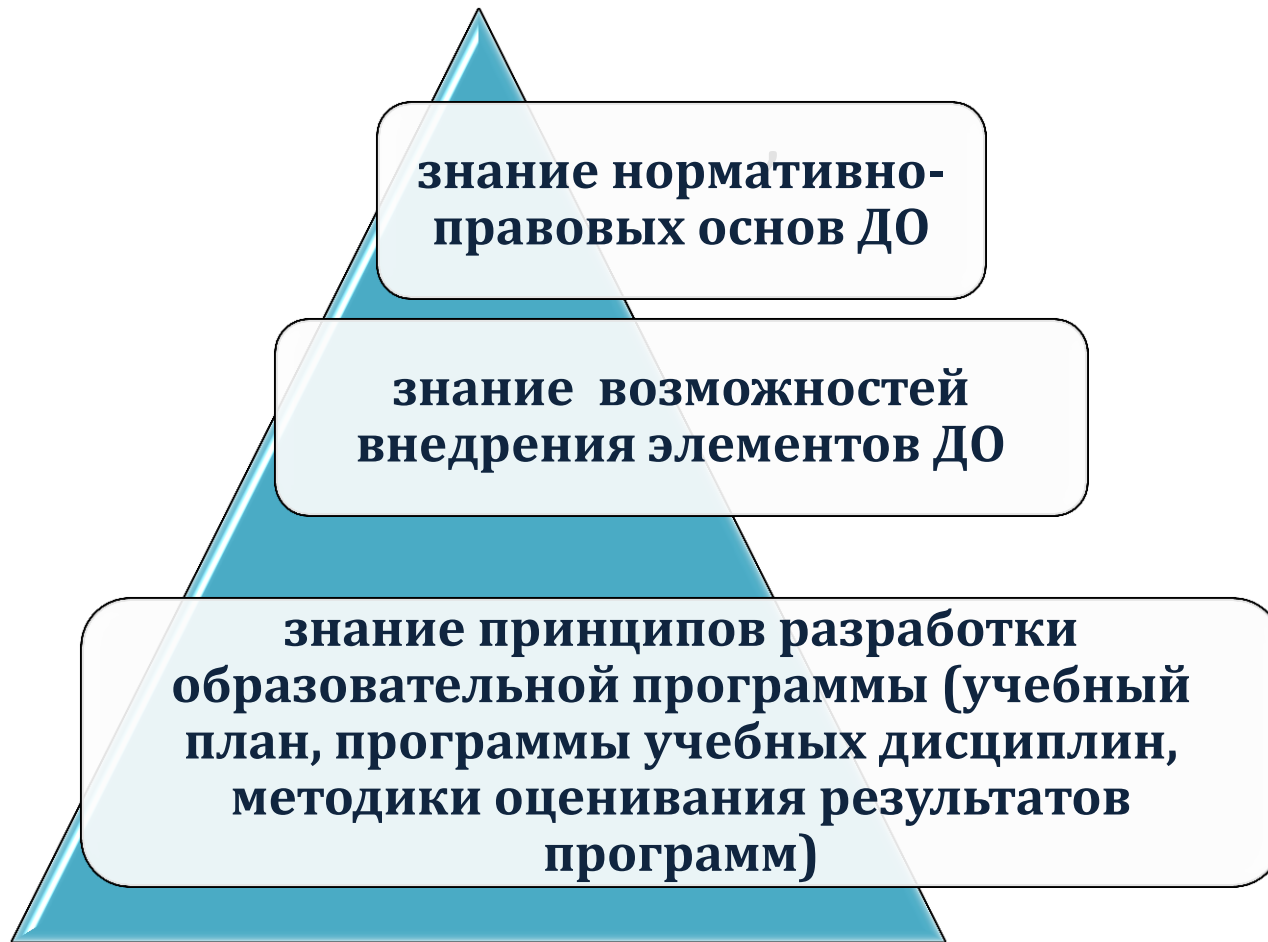 знание нормативно-
правовых основ ДО
знание  возможностей
внедрения элементов ДО
знание принципов разработки
образовательной программы (учебный
план, программы учебных дисциплин,
методики оценивания результатов
программ)